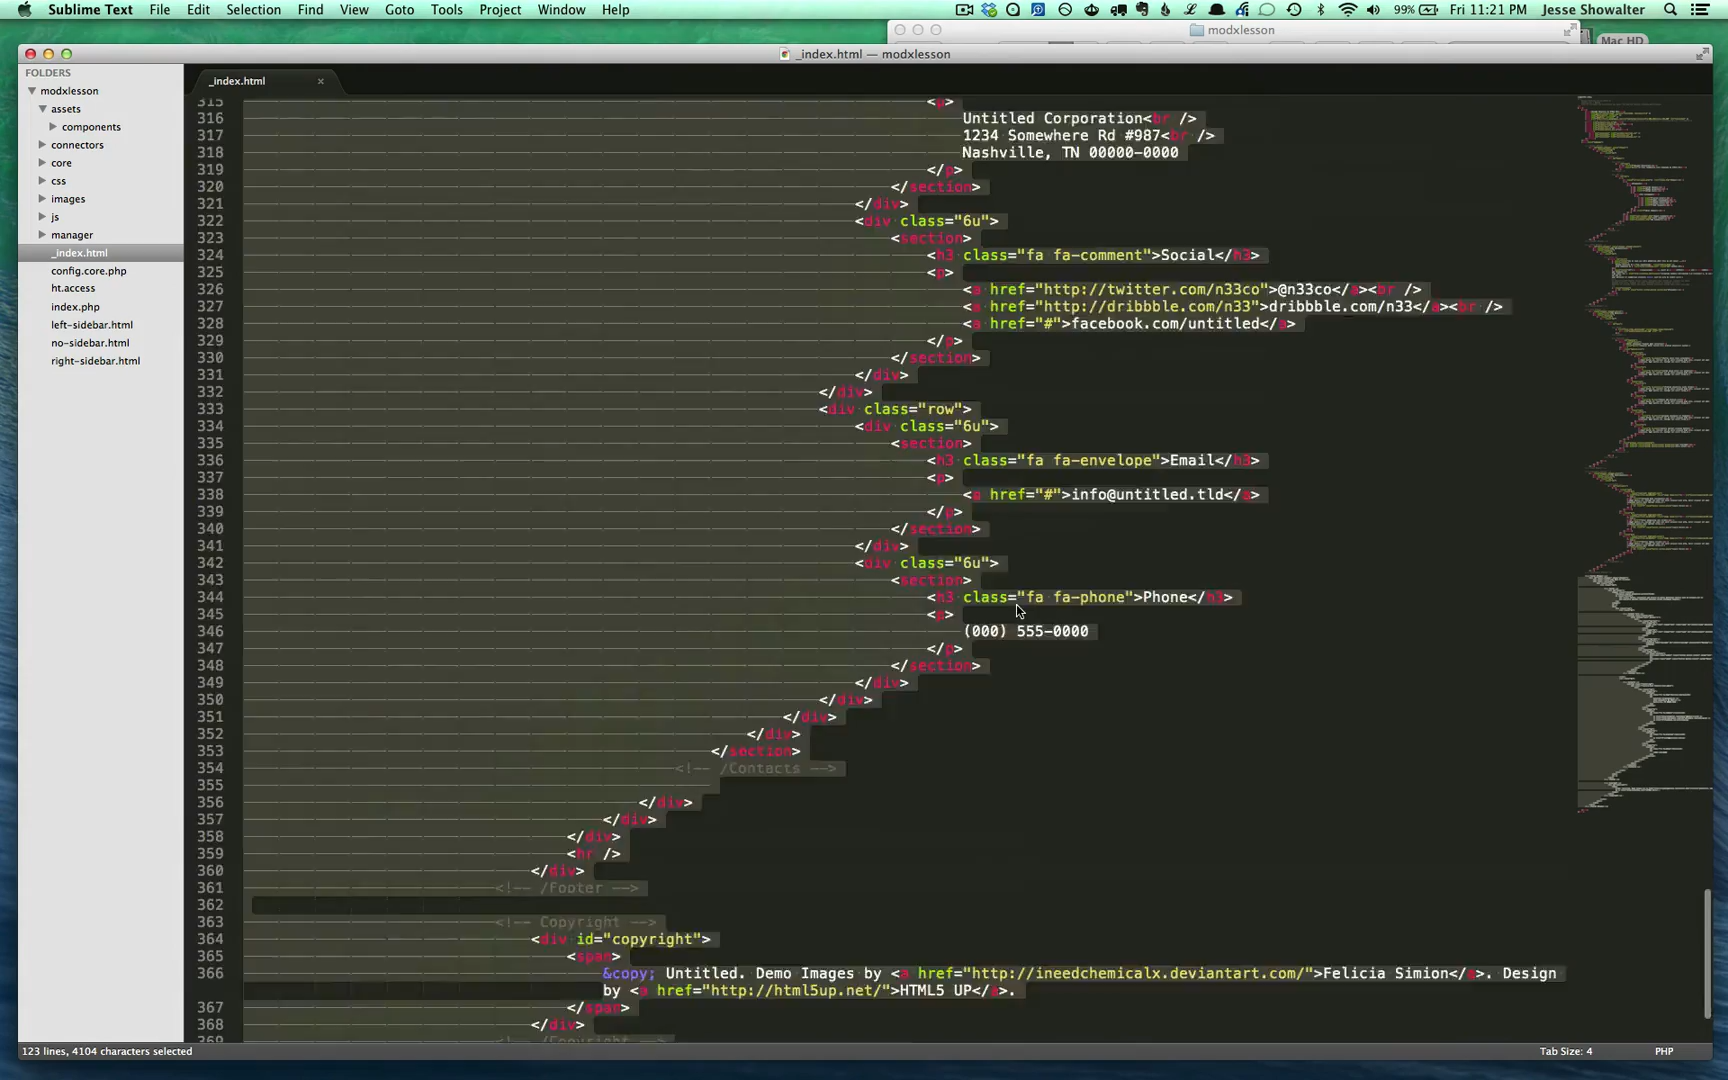 Sublime Text File Edit Selection Find View Goto Tools Project Window Help 99% Fri 11:21 PM Jesse Showalter
modxlesson
Mac HD
_index.html — modxlesson
FOLDERS
_index.html
modxlesson
assets
components
connectors
core
css
images
js
manager
_index.html
config.core.php
ht.access
index.php
left-sidebar.html
no-sidebar.html
right-sidebar.html
315 <p>
316 Untitled Corporation<br />
317 1234 Somewhere Rd #987<br />
318 Nashville, TN 00000-0000
319 </p>
320 </section>
321 </div>
322 <div class="6u">
323 <section>
324 <h3 class="fa fa-comment">Social</h3>
325 <p>
326 <a href="http://twitter.com/n33co">@n33co</a><br />
327 <a href="http://dribbble.com/n33">dribbble.com/n33</a><br />
328 <a href="#">facebook.com/untitled</a>
329 </p>
330 </section>
331 </div>
332 </div>
333 <div class="row">
334 <div class="6u">
335 <section>
336 <h3 class="fa fa-envelope">Email</h3>
337 <p>
338 <a href="#">info@untitled.tld</a>
339 </p>
340 </section>
341 </div>
342 <div class="6u">
343 <section>
344 <h3 class="fa fa-phone">Phone</h3>
345 <p>
346 (000) 555-0000
347 </p>
348 </section>
349 </div>
350 </div>
351 </div>
352 </div>
353 </section>
354 <!-- /Contacts -->
355
356 </div>
357 </div>
358 </div>
359 <hr />
360 </div>
361 <!-- /Footer -->
362
363 <!-- Copyright -->
364 <div id="copyright">
365 <span>
366 &copy; Untitled. Demo Images by <a href="http://ineedchemicalx.deviantart.com/">Felicia Simion</a>. Design
by <a href="http://html5up.net/">HTML5 UP</a>.
367 </span>
368 </div>
369 <!-- /Copyright -->
123 lines, 4104 characters selected
Tab Size: 4
PHP